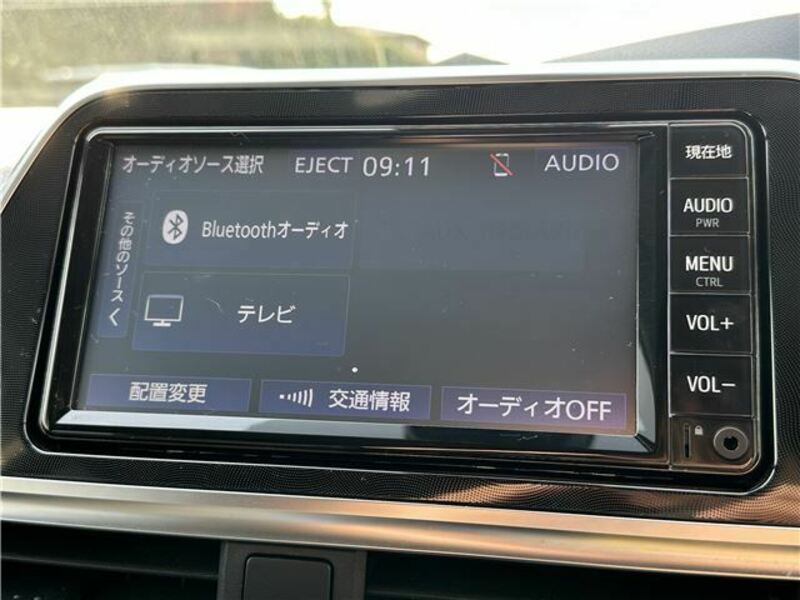 オーディオソース選択 EJECT 09:11 AUDIO
その他のソース
Bluetoothオーディオ
テレビ
配置変更 交通情報 オーディオOFF
現在地
AUDIO
PWR
MENU
CTRL
VOL+
VOL−